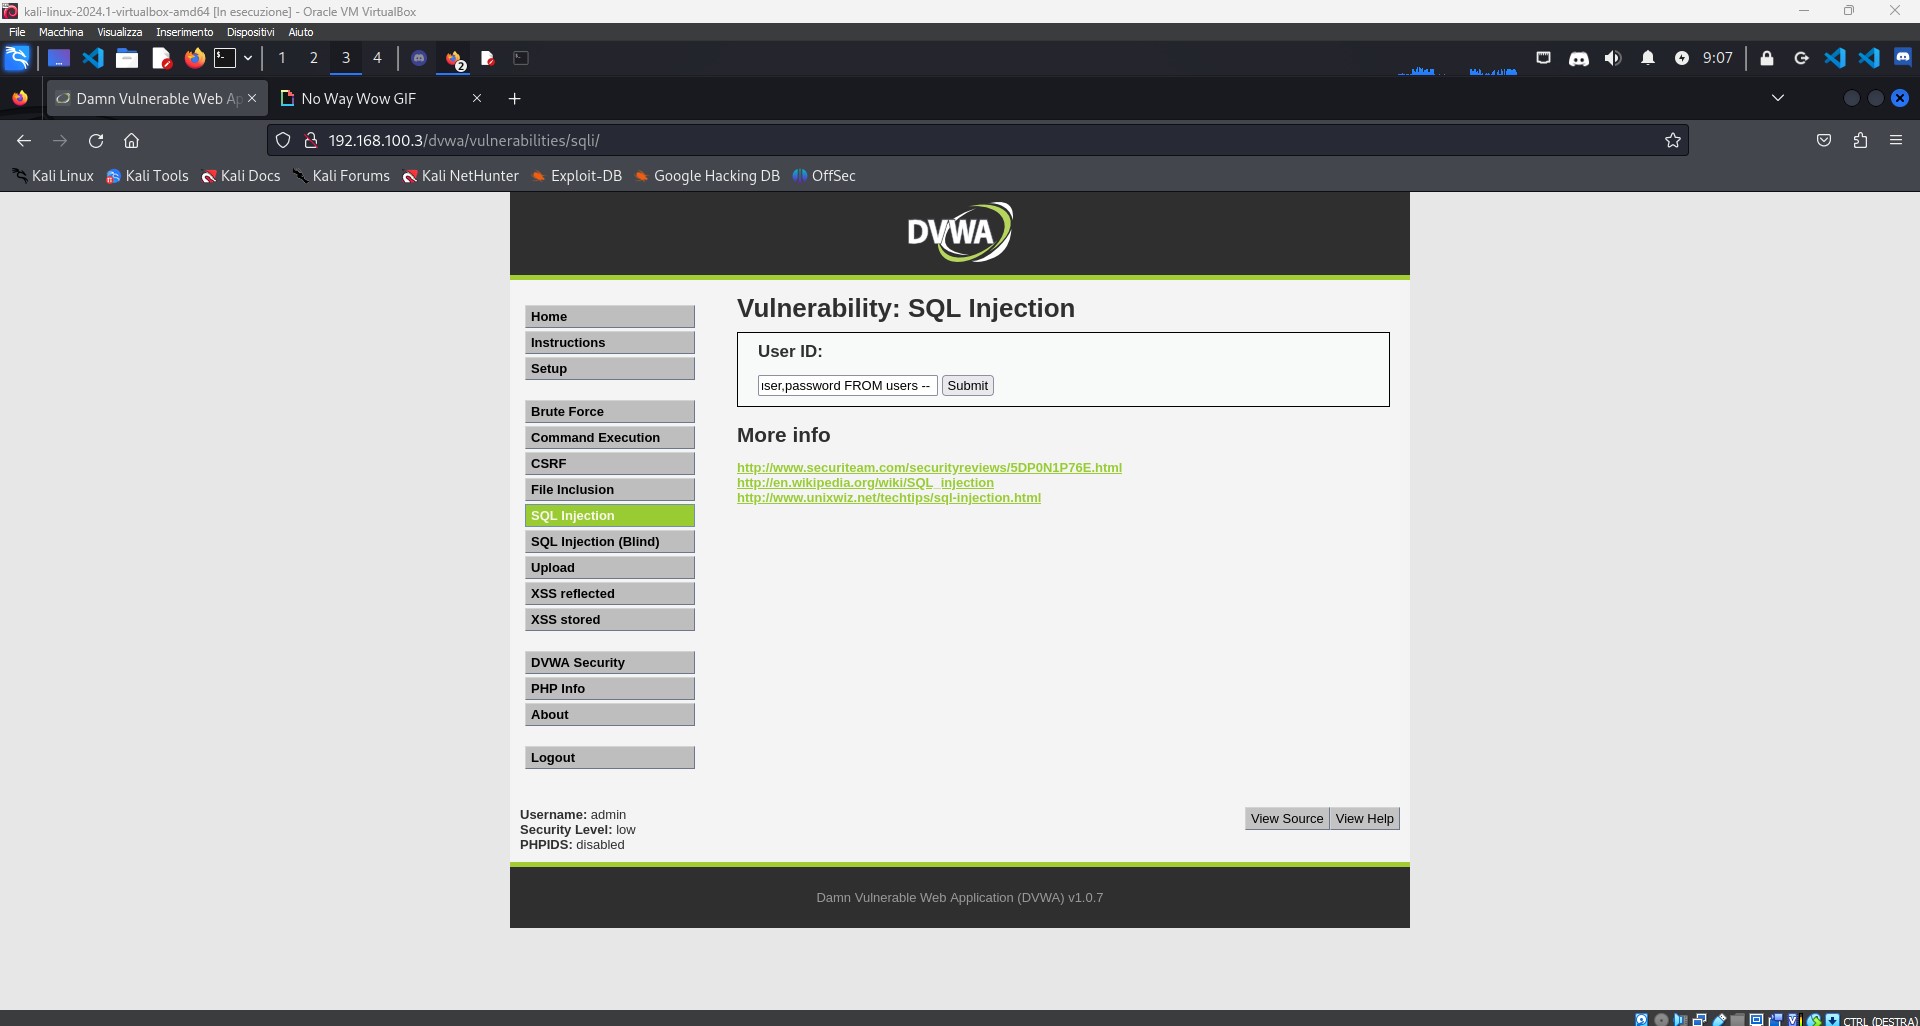 kali-linux-2024.1-virtualbox-amd64 [In esecuzione] - Oracle VM VirtualBox
File Macchina Visualizza Inserimento Dispositivi Aiuto
1 2 3 4 2 9:07
Damn Vulnerable Web Ap No Way Wow GIF
192.168.100.3/dvwa/vulnerabilities/sqli/
Kali Linux Kali Tools Kali Docs Kali Forums Kali NetHunter Exploit-DB Google Hacking DB OffSec
DVWA
Home
Instructions
Setup
Brute Force
Command Execution
CSRF
File Inclusion
SQL Injection
SQL Injection (Blind)
Upload
XSS reflected
XSS stored
DVWA Security
PHP Info
About
Logout
Vulnerability: SQL Injection
User ID:
user,password FROM users -- Submit
More info
http://www.securiteam.com/securityreviews/5DP0N1P76E.html
http://en.wikipedia.org/wiki/SQL_injection
http://www.unixwiz.net/techtips/sql-injection.html
Username: admin
Security Level: low
PHPIDS: disabled
View Source View Help
Damn Vulnerable Web Application (DVWA) v1.0.7
CTRL (DESTRA)